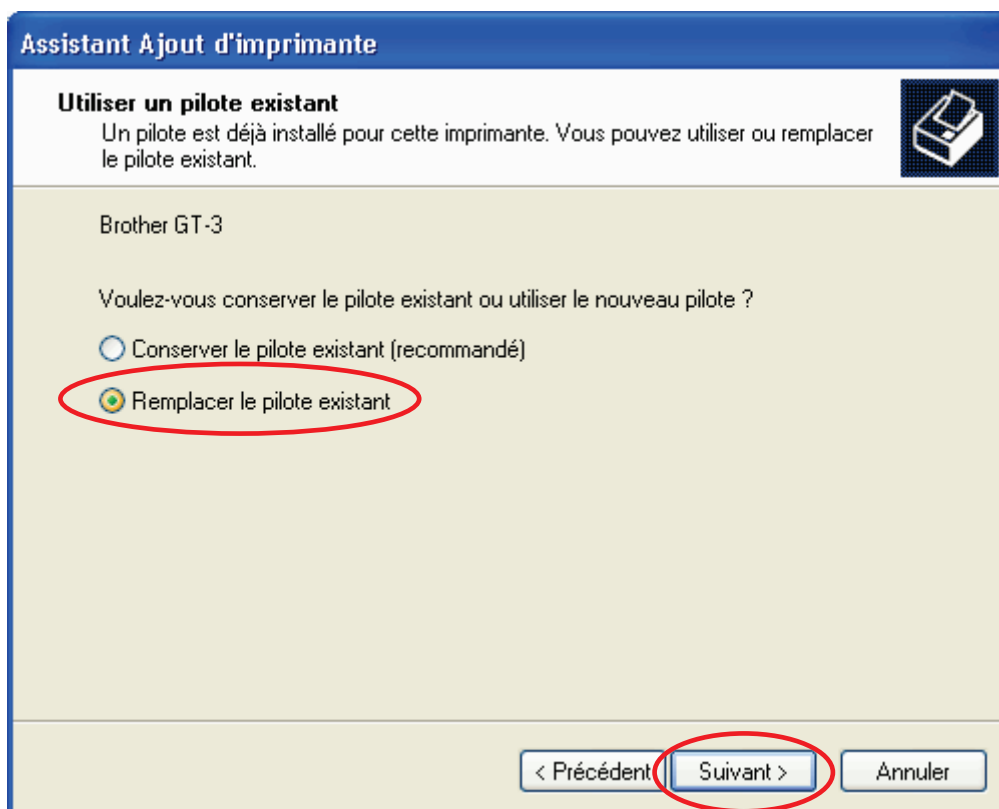 Assistant Ajout d'imprimante
Utiliser un pilote existant
Un pilote est déjà installé pour cette imprimante. Vous pouvez utiliser ou remplacer
le pilote existant.
Brother GT-3
Voulez-vous conserver le pilote existant ou utiliser le nouveau pilote ?
Conserver le pilote existant (recommandé)
Remplacer le pilote existant
< Précédent Suivant > Annuler